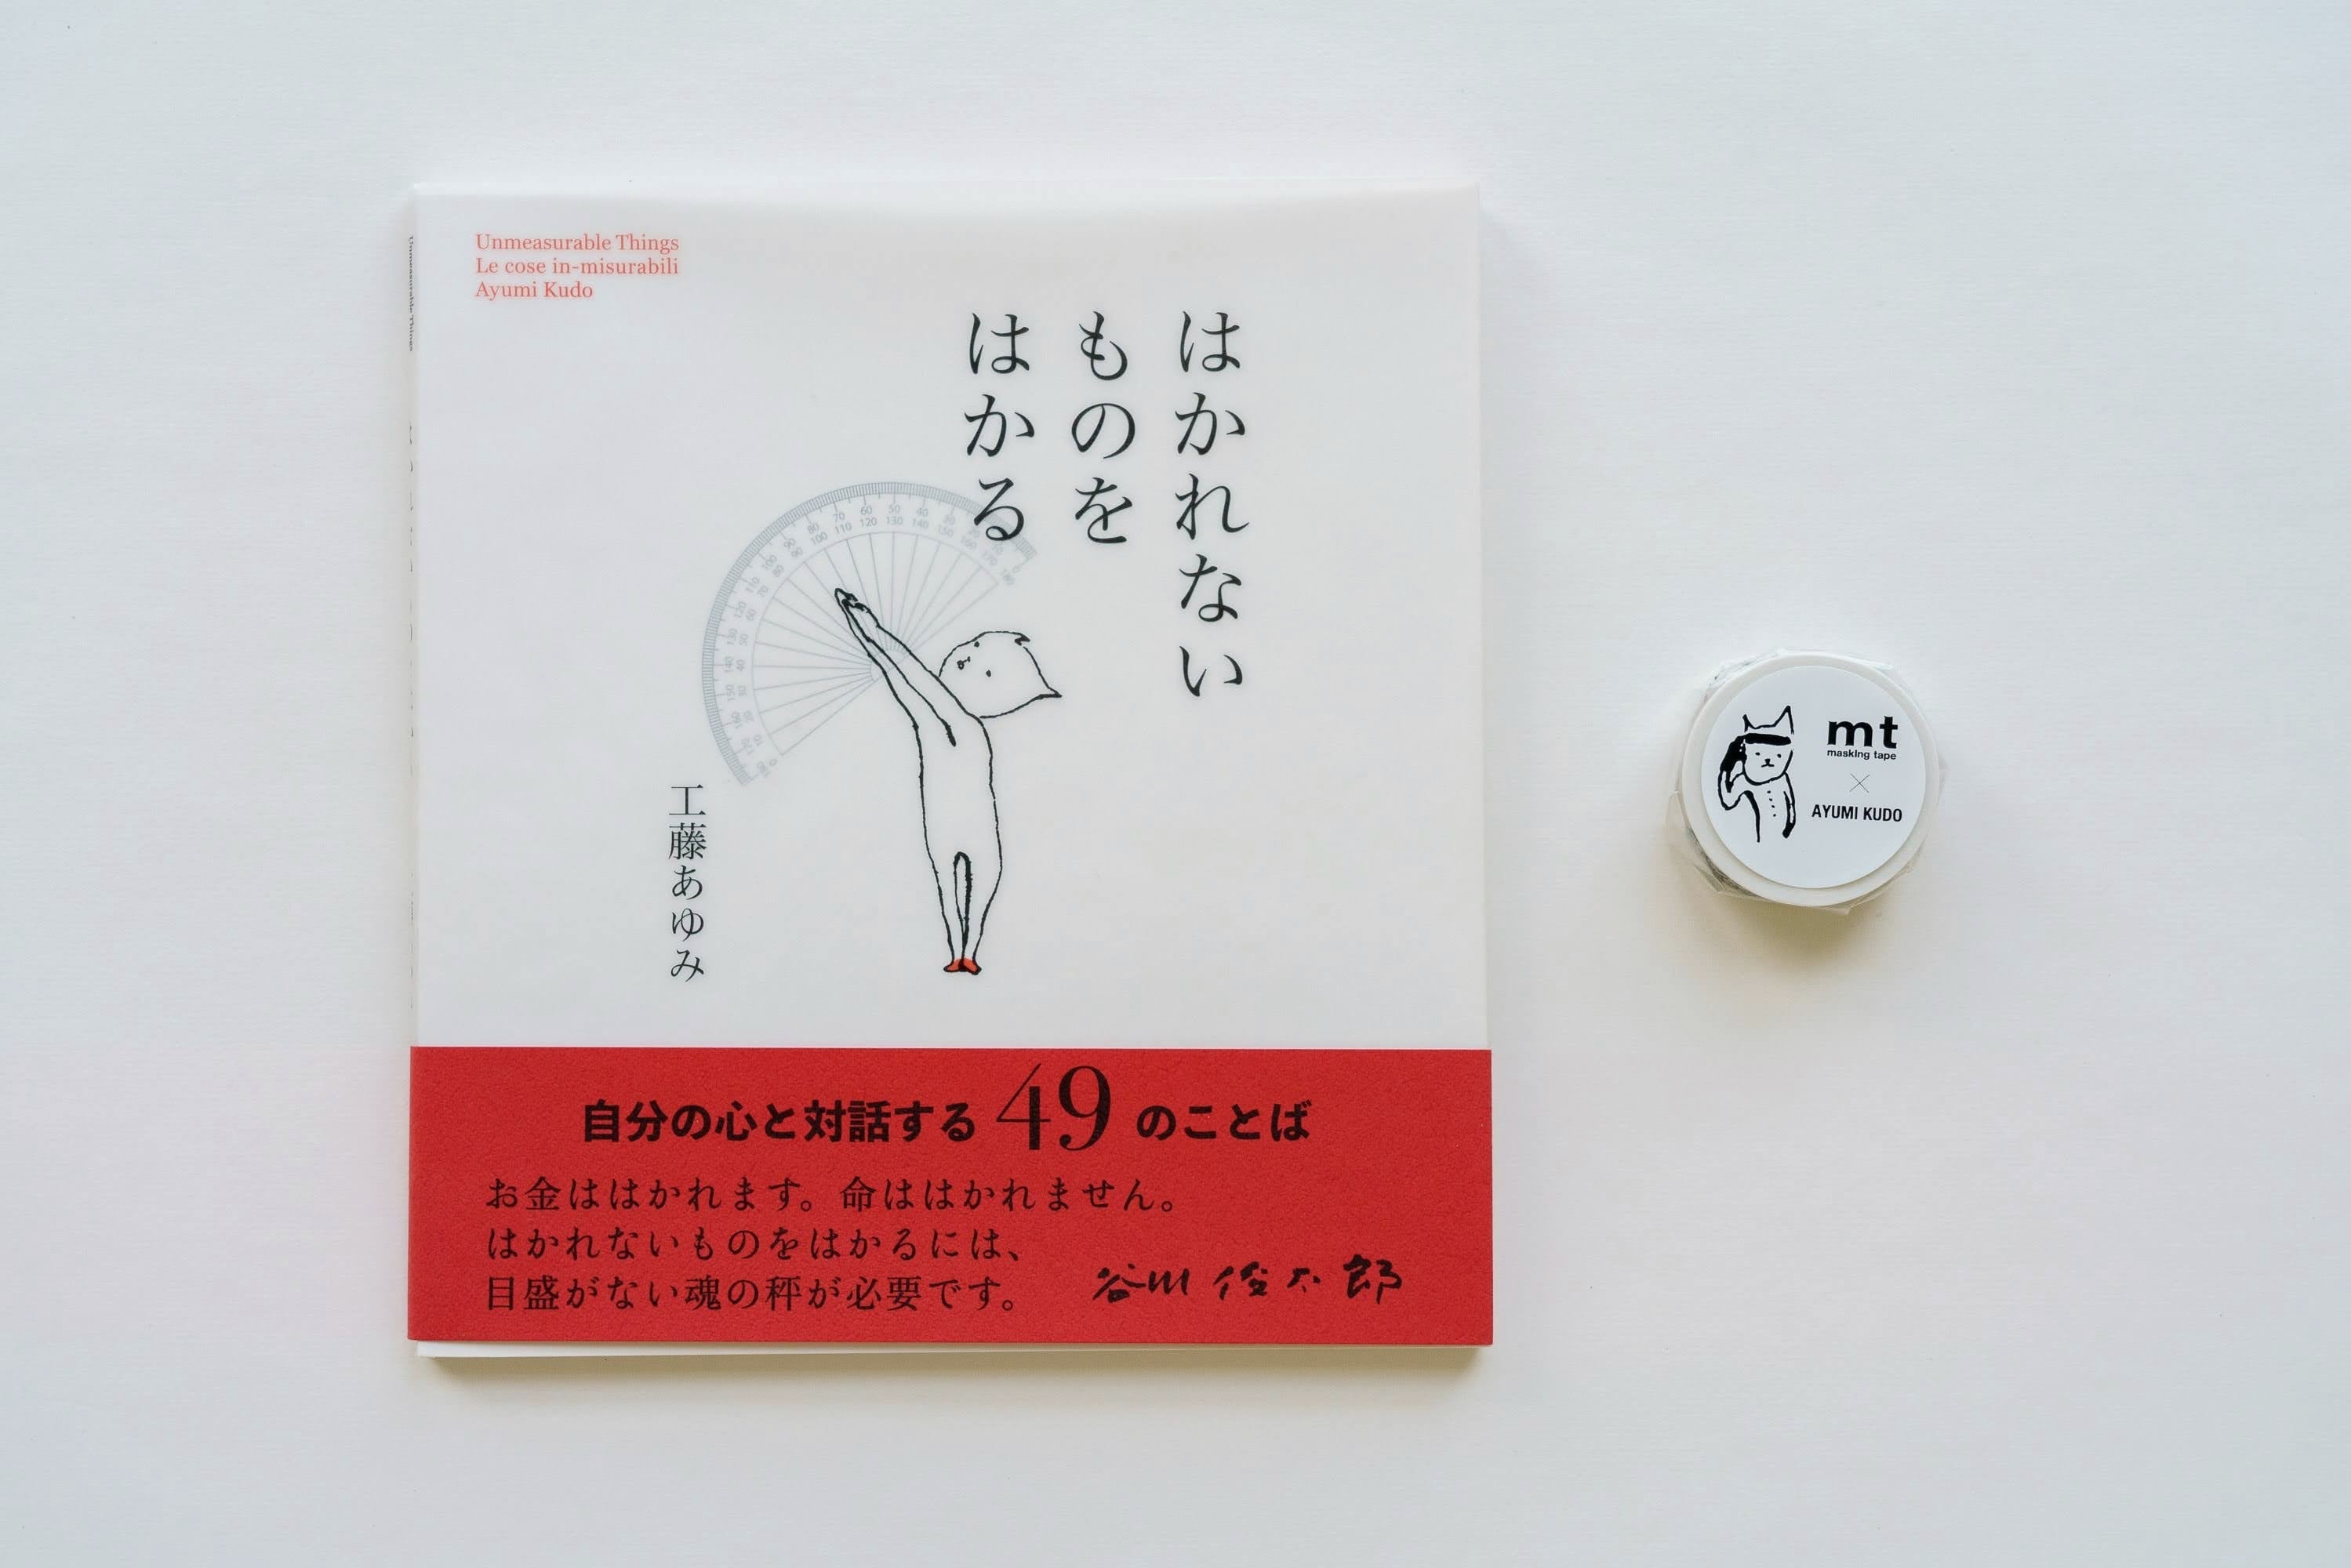 Unmeasurable Things
Le cose in-misurabili
Ayumi Kudo
はかれない
ものを
はかる
工藤あゆみ
自分の心と対話する49のことば
お金ははかれます。命ははかれません。
はかれないものをはかるには、
目盛がない魂の秤が必要です。
谷川俊太郎
Unmeasurable Things
mt
masking tape
×
AYUMI KUDO